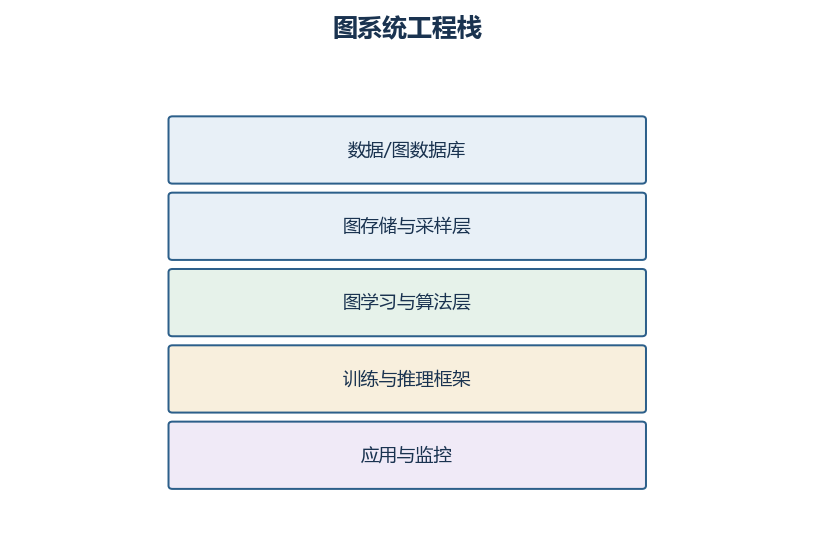 图系统工程栈
数据/图数据库
图存储与采样层
图学习与算法层
训练与推理框架
应用与监控